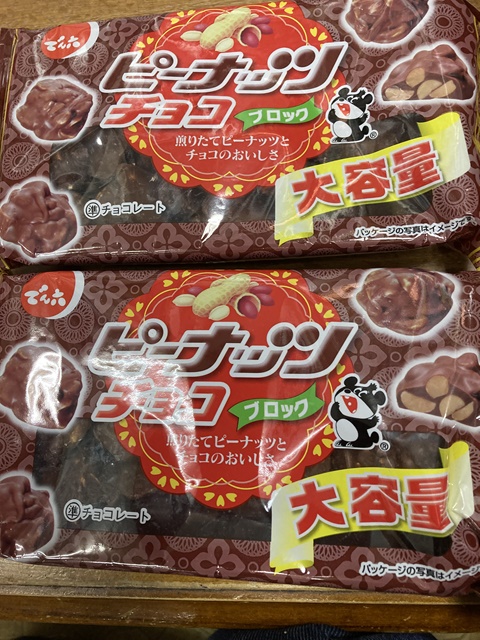 でん六
ピーナッツ
チョコ
ブロック
煎りたてピーナッツと
チョコのおいしさ
大容量
準チョコレート
パッケージの写真はイメージで
でん六
ピーナッツ
チョコ
ブロック
煎りたてピーナッツと
チョコのおいしさ
大容量
準チョコレート
パッケージの写真はイメージ